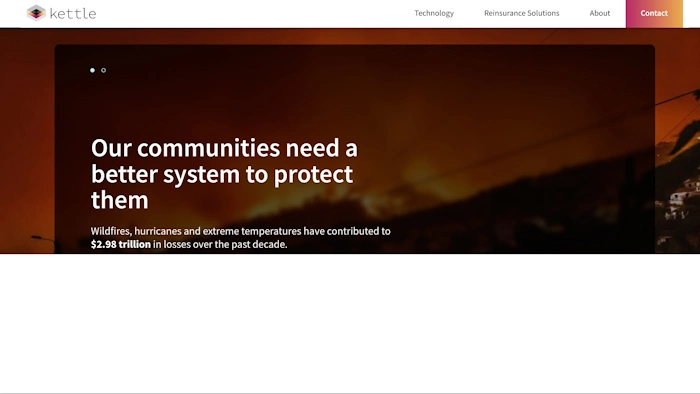 kettle
Technology
Reinsurance Solutions
About
Contact
Our communities need a
better system to protect
them
Wildfires, hurricanes and extreme temperatures have contributed to
$2.98 trillion in losses over the past decade.